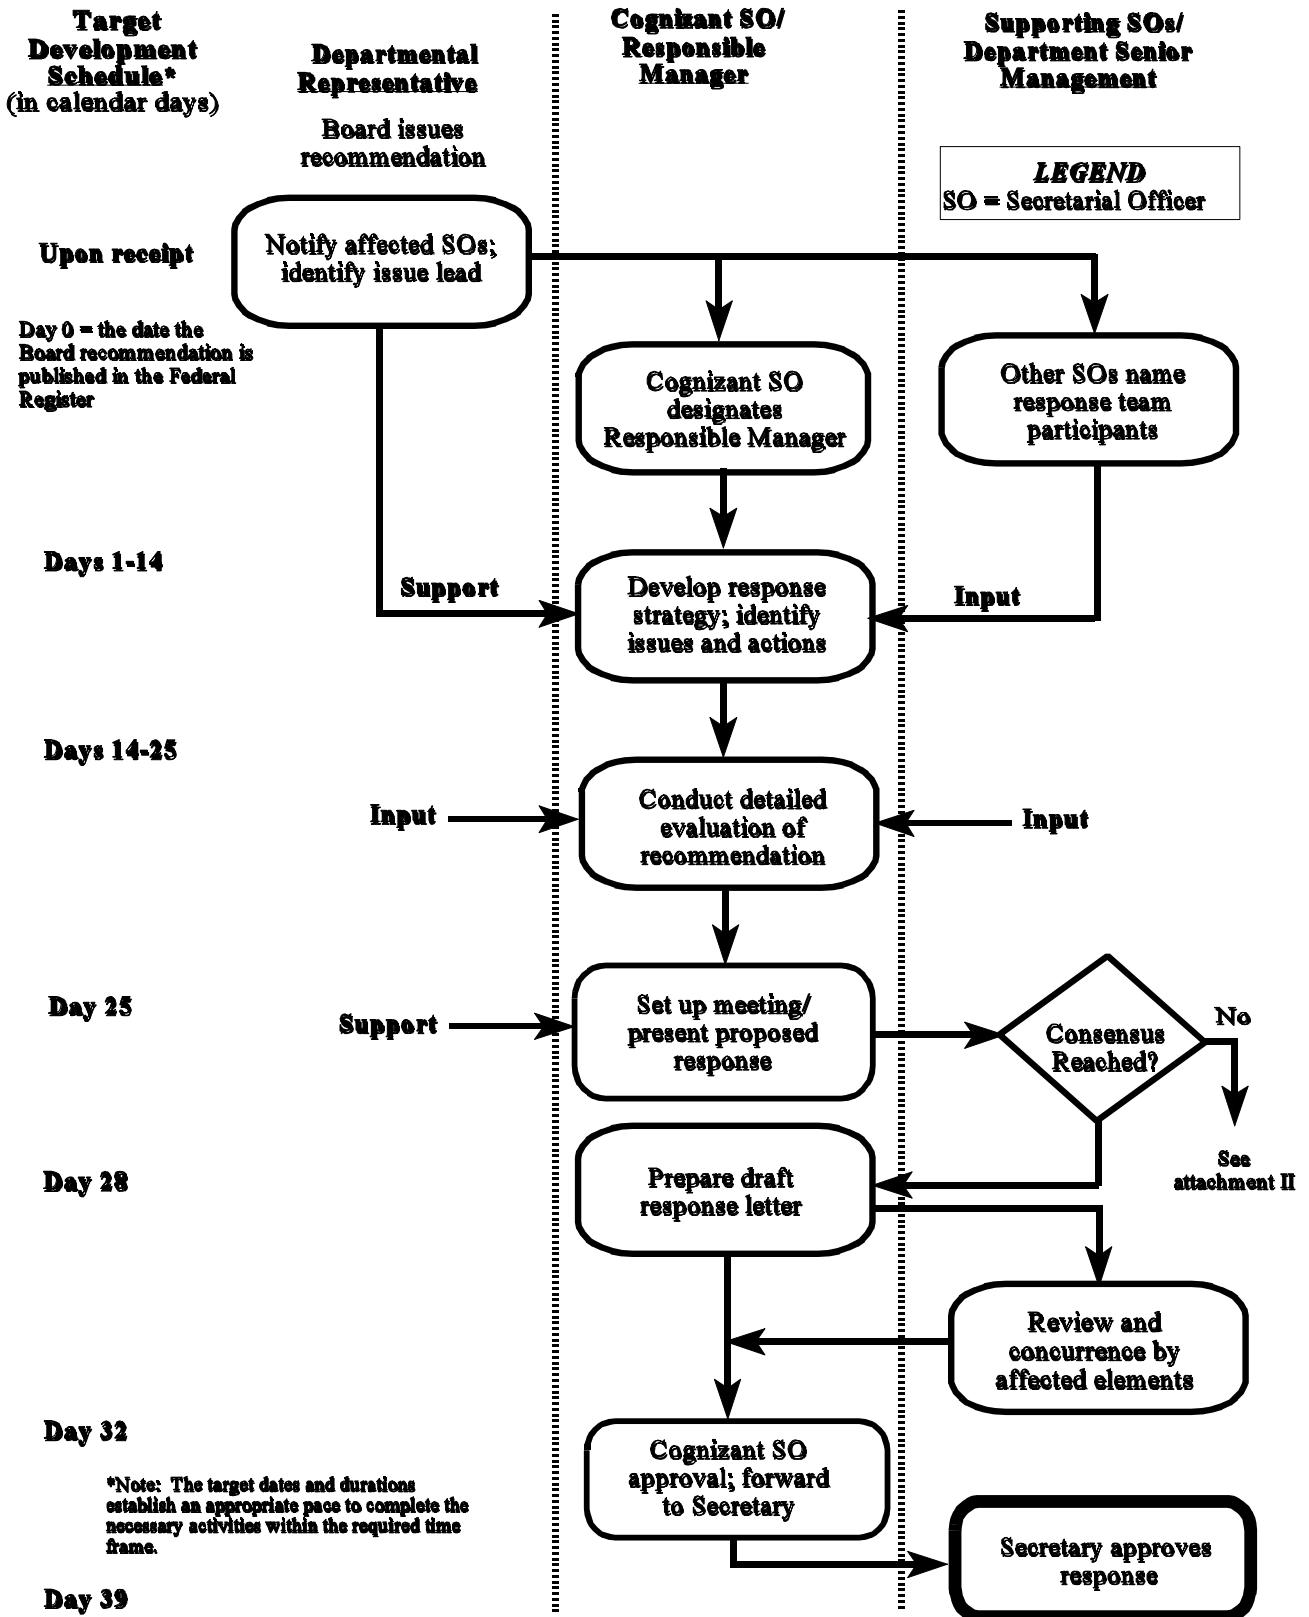 Target
Development
Schedule*
(in calendar days)
Departmental
Representative
Cognizant SO/
Responsible
Manager
Supporting SOs/
Department Senior
Management
Board issues
recommendation
LEGEND
SO = Secretarial Officer
Upon receipt
Notify affected SOs;
identify issue lead
Day 0 = the date the
Board recommendation is
published in the Federal
Register
Cognizant SO
designates
Responsible Manager
Other SOs name
response team
participants
Days 1-14
Support
Develop response
strategy; identify
issues and actions
Input
Days 14-25
Input
Conduct detailed
evaluation of
recommendation
Input
Day 25
Support
Set up meeting/
present proposed
response
Consensus
Reached?
No
See
attachment II
Day 28
Prepare draft
response letter
Review and
concurrence by
affected elements
Day 32
Cognizant SO
approval; forward
to Secretary
*Note: The target dates and durations
establish an appropriate pace to complete the
necessary activities within the required time
frame.
Secretary approves
response
Day 39